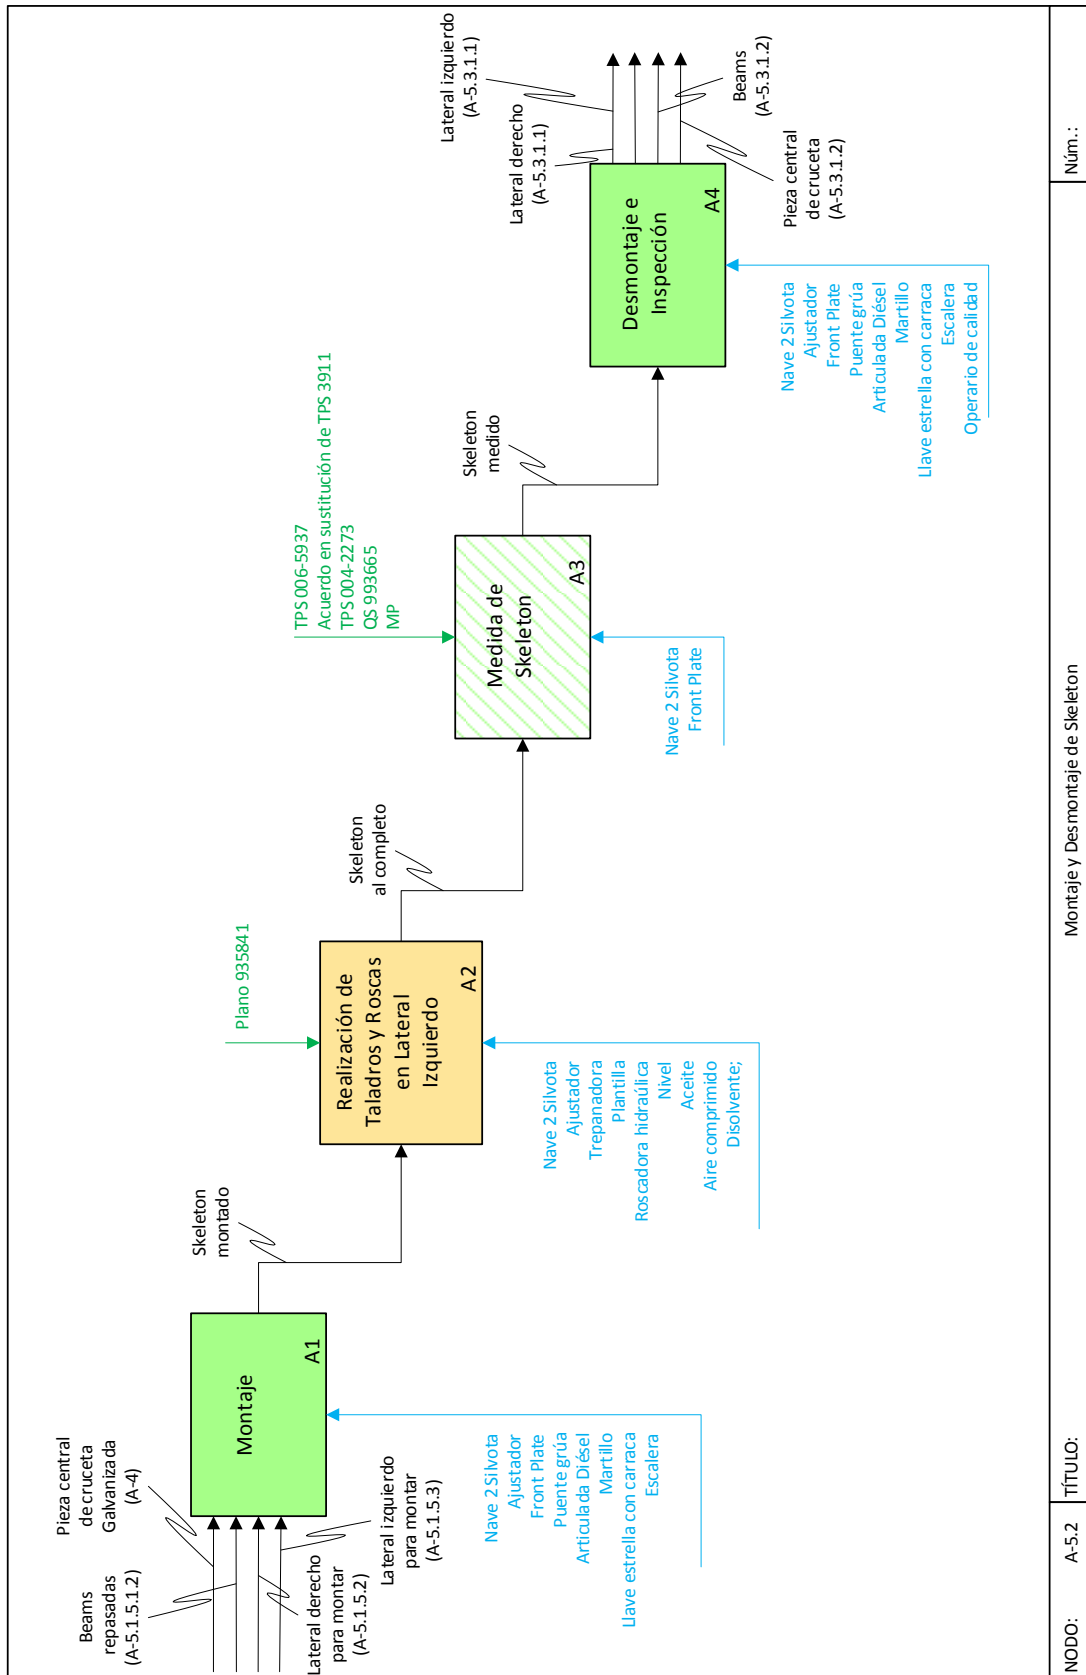 Beams
repasadas
(A-5.1.5.1.2)
Pieza central
de cruceta
Galvanizada
(A-4)
Lateral derecho
para montar
(A-5.1.5.2)
Lateral izquierdo
para montar
(A-5.1.5.3)
Montaje
A1
Nave 2 Silvota
Ajustador
Front Plate
Puente grúa
Articulada Diésel
Martillo
Llave estrella con carraca
Escalera
Skeleton
montado
Plano 935841
Realización de
Taladros y Roscas
en Lateral
Izquierdo
A2
Nave 2 Silvota
Ajustador
Trepanadora
Plantilla
Roscadora hidraúlica
Nivel
Aceite
Aire comprimido
Disolvente;
Skeleton
al completo
TPS 006-5937
Acuerdo en sustitución de TPS 3911
TPS 004-2273
QS 993665
MP
Medida de
Skeleton
A3
Nave 2 Silvota
Front Plate
Skeleton
medido
Desmontaje e
Inspección
A4
Nave 2 Silvota
Ajustador
Front Plate
Puente grúa
Articulada Diésel
Martillo
Llave estrella con carraca
Escalera
Operario de calidad
Lateral derecho
(A-5.3.1.1)
Lateral izquierdo
(A-5.3.1.1)
Pieza central
de cruceta
(A-5.3.1.2)
Beams
(A-5.3.1.2)
NODO:
A-5.2
TÍTULO:
Montaje y Desmontaje de Skeleton
Núm.: